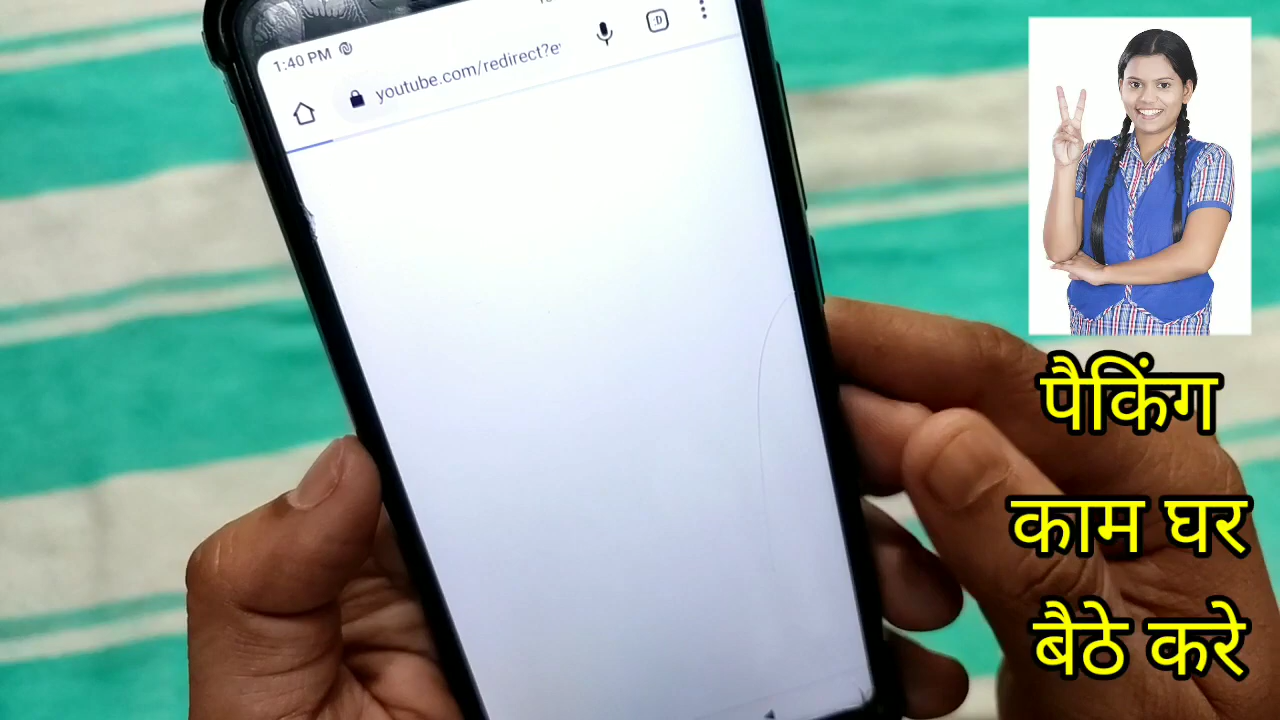 1:40 PM
youtube.com/redirect?e
:D
पैकिंग
काम घर
बैठे करे